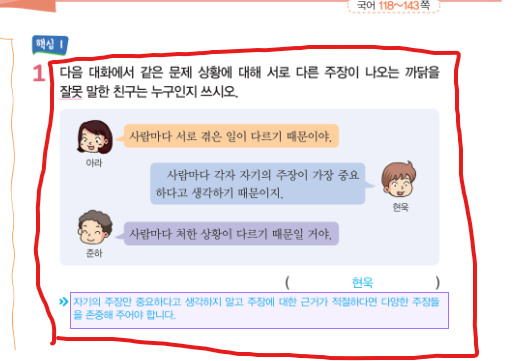 국어 118~143쪽
핵심 1
1 다음 대화에서 같은 문제 상황에 대해 서로 다른 주장이 나오는 까닭을
잘못 말한 친구는 누구인지 쓰시오.
사람마다 서로 겪은 일이 다르기 때문이야.
아라
사람마다 각자 자기의 주장이 가장 중요
하다고 생각하기 때문이지.
현욱
사람마다 처한 상황이 다르기 때문일 거야.
준하
( 현욱 )
» 자기의 주장만 중요하다고 생각하지 말고 주장에 대한 근거가 적절하다면 다양한 주장들
을 존중해 주어야 합니다.